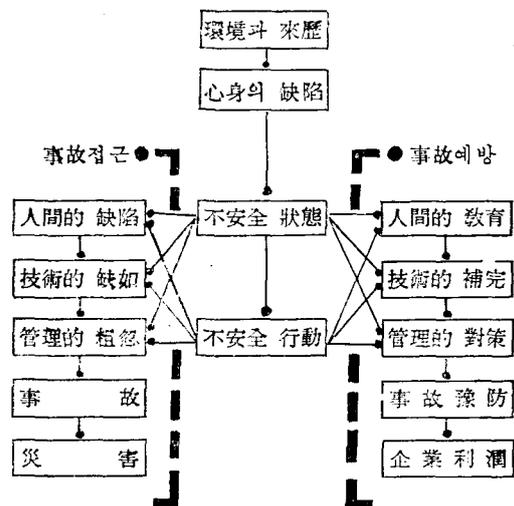 環境과 來歷
心身의 缺陷
事故접근 ● ● 事故예방
人間的 缺陷 不安全 狀態 人間的 敎育
技術的 缺如 技術的 補完
管理的 粗忽 不安全 行動 管理的 對策
事 故 事故豫防
災 害 企業利潤